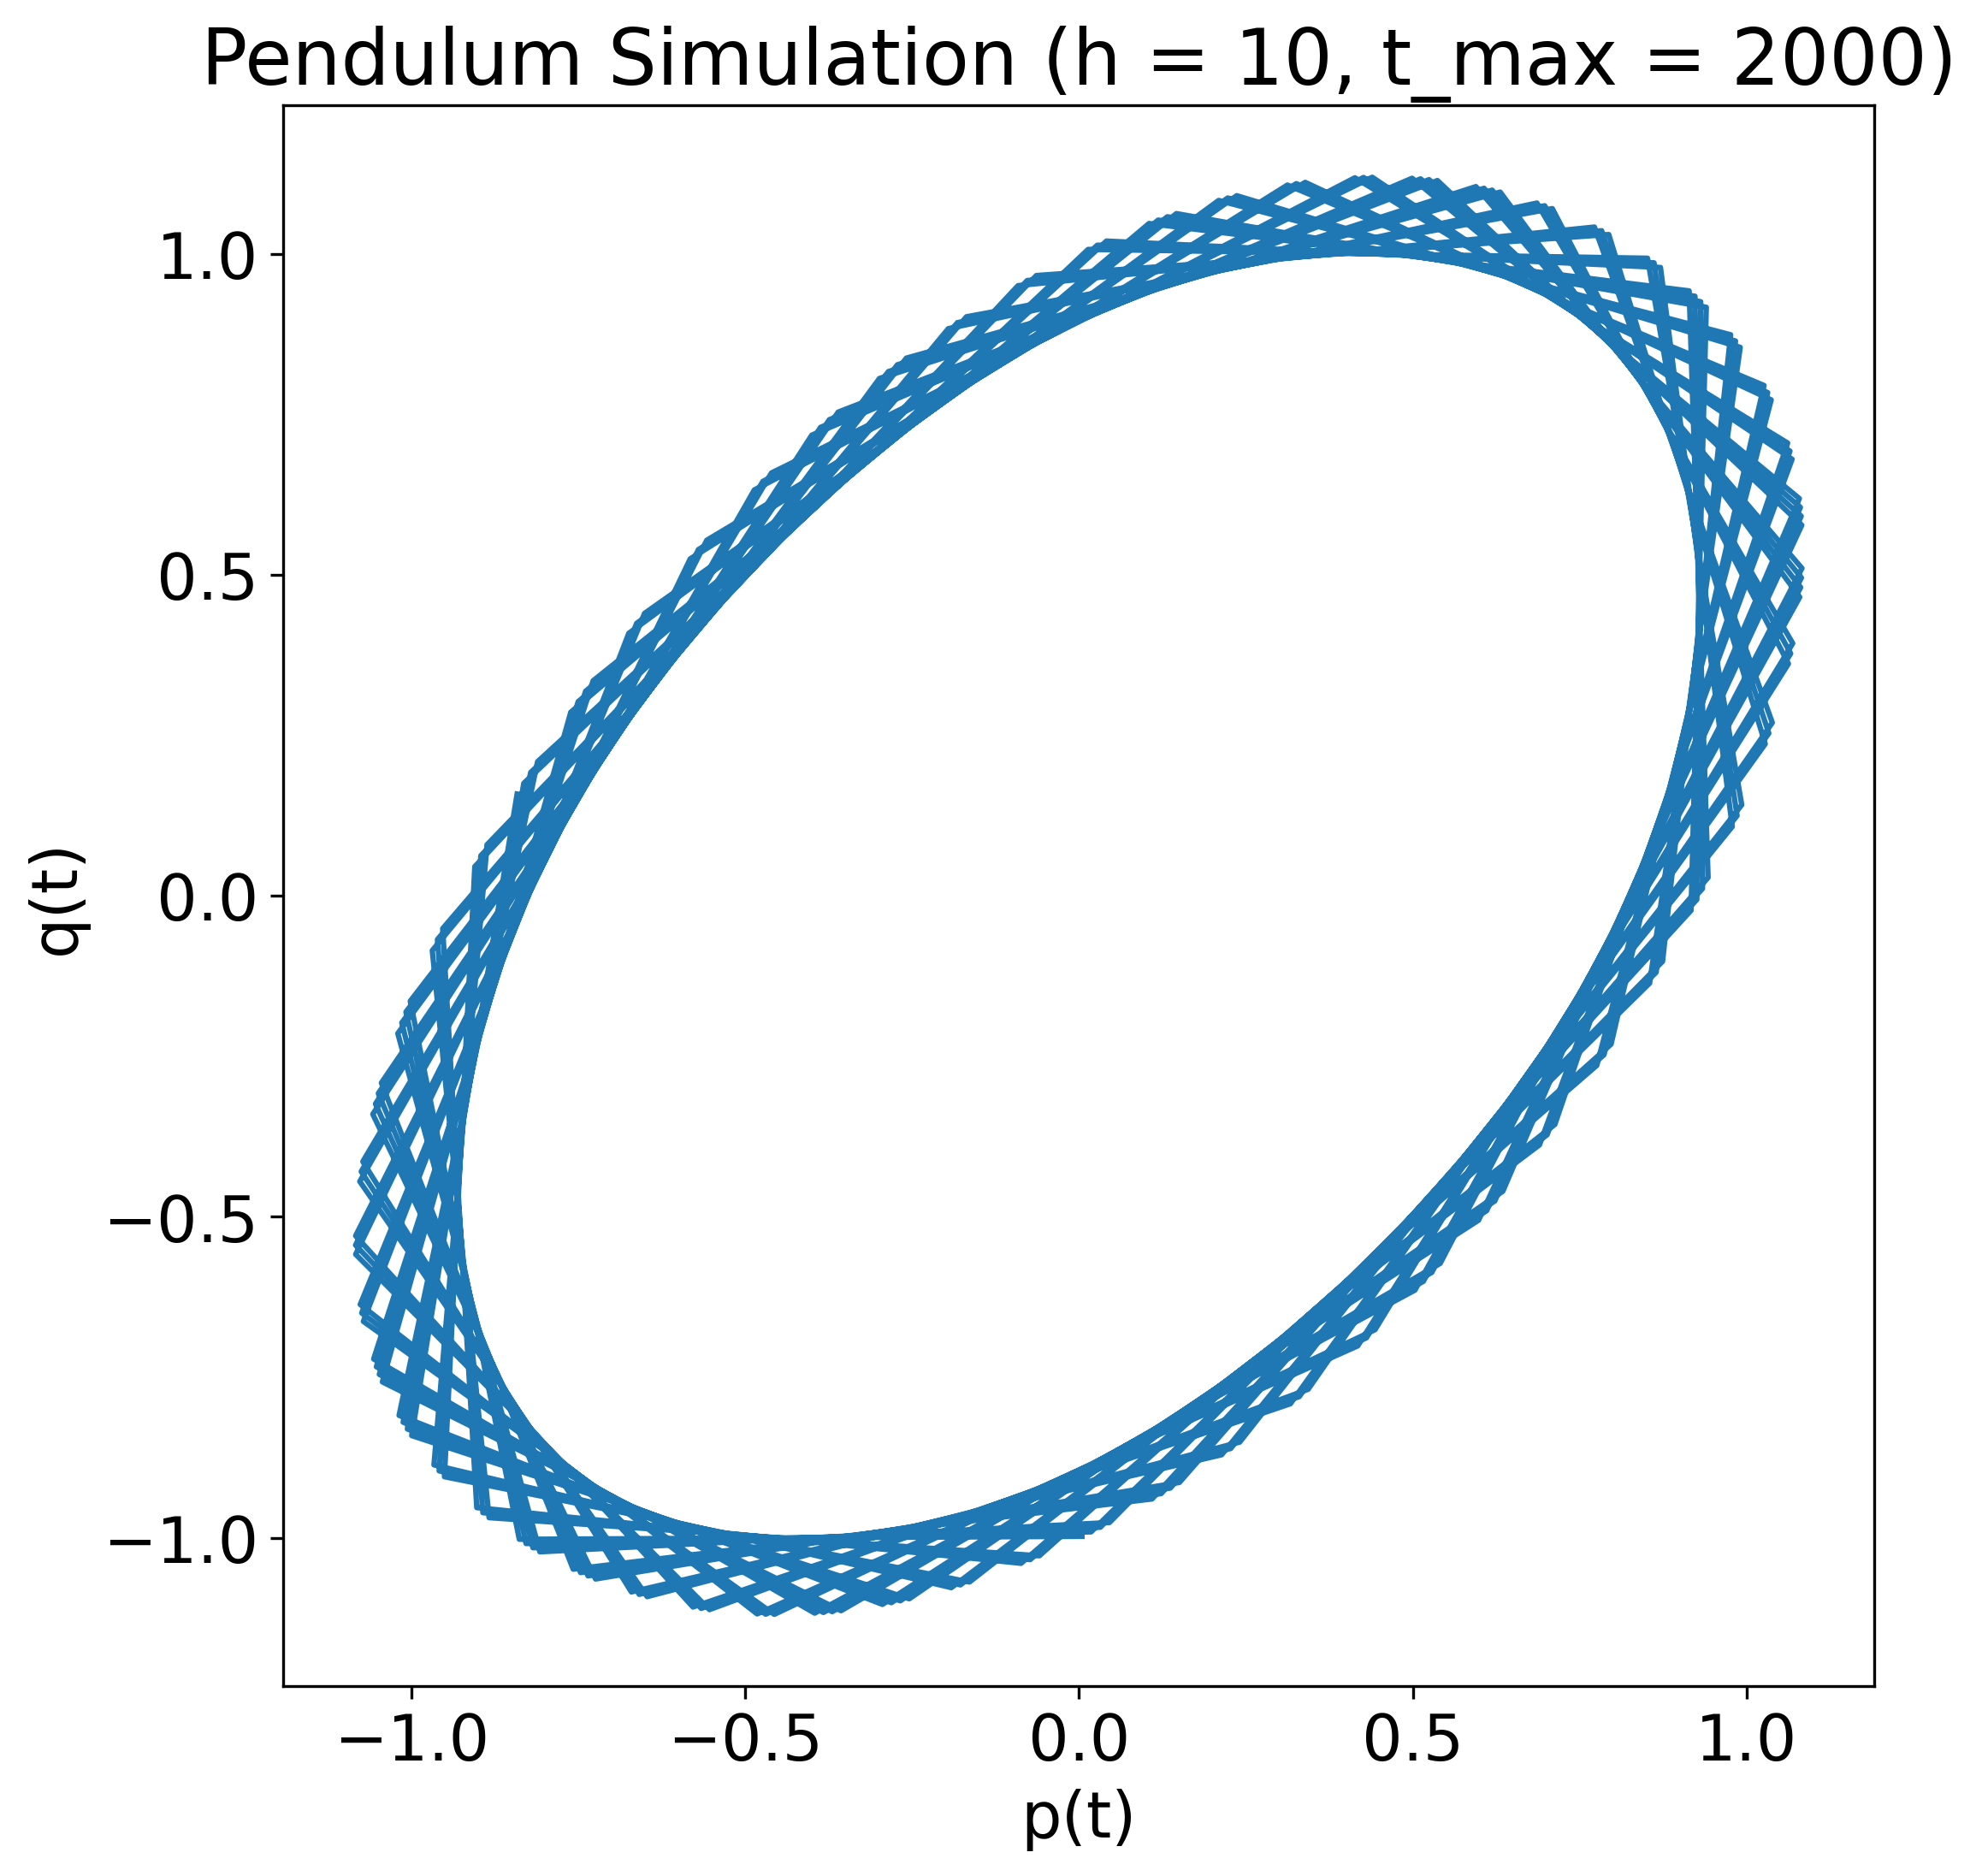 Pendulum Simulation (h = 10, t_max = 2000)
q(t)
1.0
0.5
0.0
−0.5
−1.0
−1.0 −0.5 0.0 0.5 1.0
p(t)